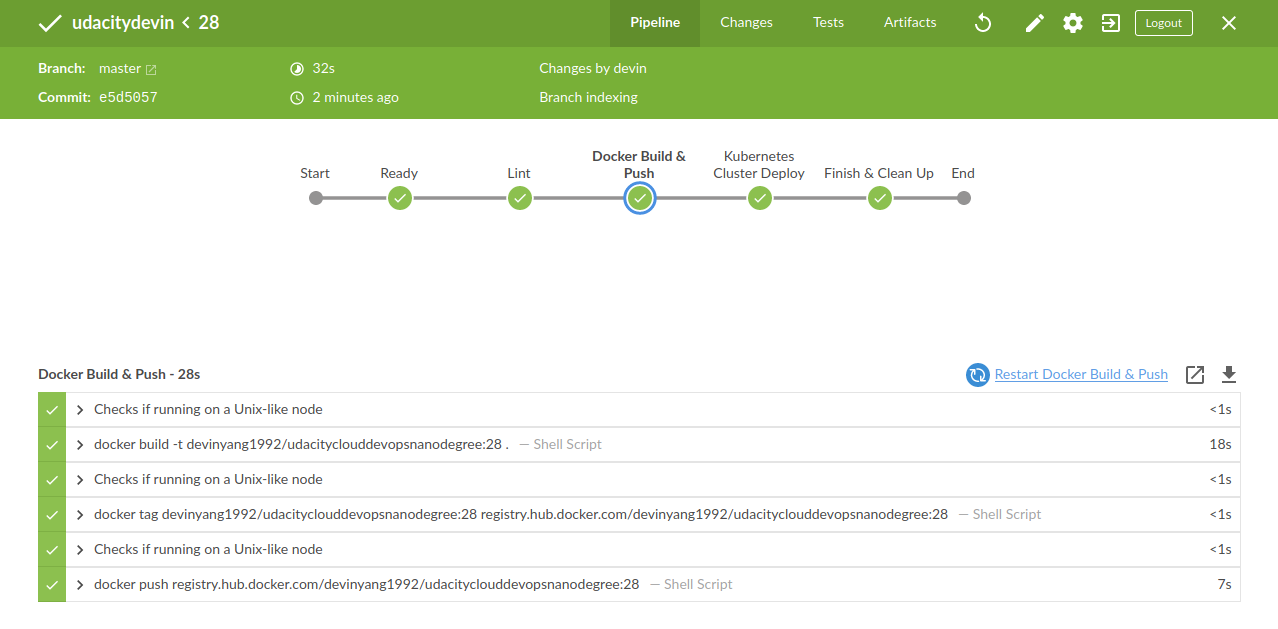 udacitydevin < 28
Pipeline
Changes
Tests
Artifacts
Logout
Branch: master
32s
Changes by devin
Commit: e5d5057
2 minutes ago
Branch indexing
Start
Ready
Lint
Docker Build &
Push
Kubernetes
Cluster Deploy
Finish & Clean Up
End
Docker Build & Push - 28s
Restart Docker Build & Push
Checks if running on a Unix-like node <1s
docker build -t devinyang1992/udacityclouddevopsnanodegree:28 . — Shell Script 18s
Checks if running on a Unix-like node <1s
docker tag devinyang1992/udacityclouddevopsnanodegree:28 registry.hub.docker.com/devinyang1992/udacityclouddevopsnanodegree:28 — Shell Script <1s
Checks if running on a Unix-like node <1s
docker push registry.hub.docker.com/devinyang1992/udacityclouddevopsnanodegree:28 — Shell Script 7s